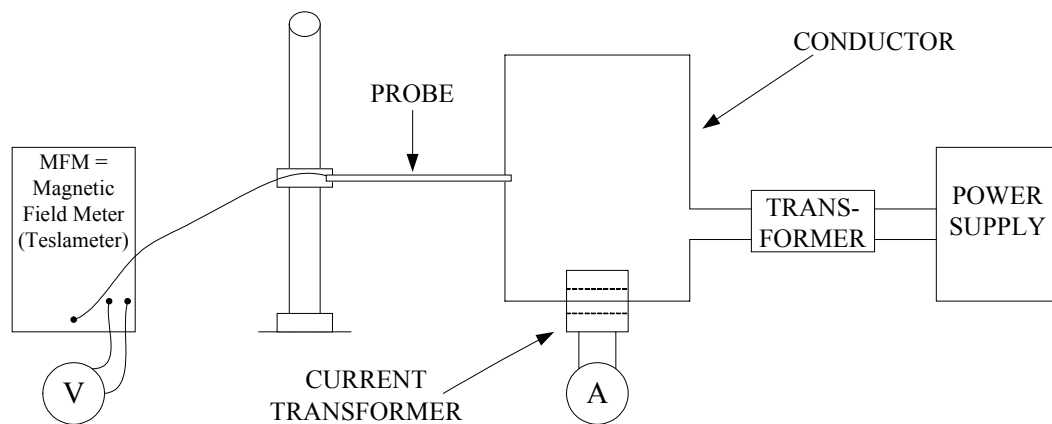 CONDUCTOR
PROBE
MFM =
Magnetic
Field Meter
(Teslameter)
TRANS-
FORMER
POWER
SUPPLY
V
CURRENT
TRANSFORMER
A